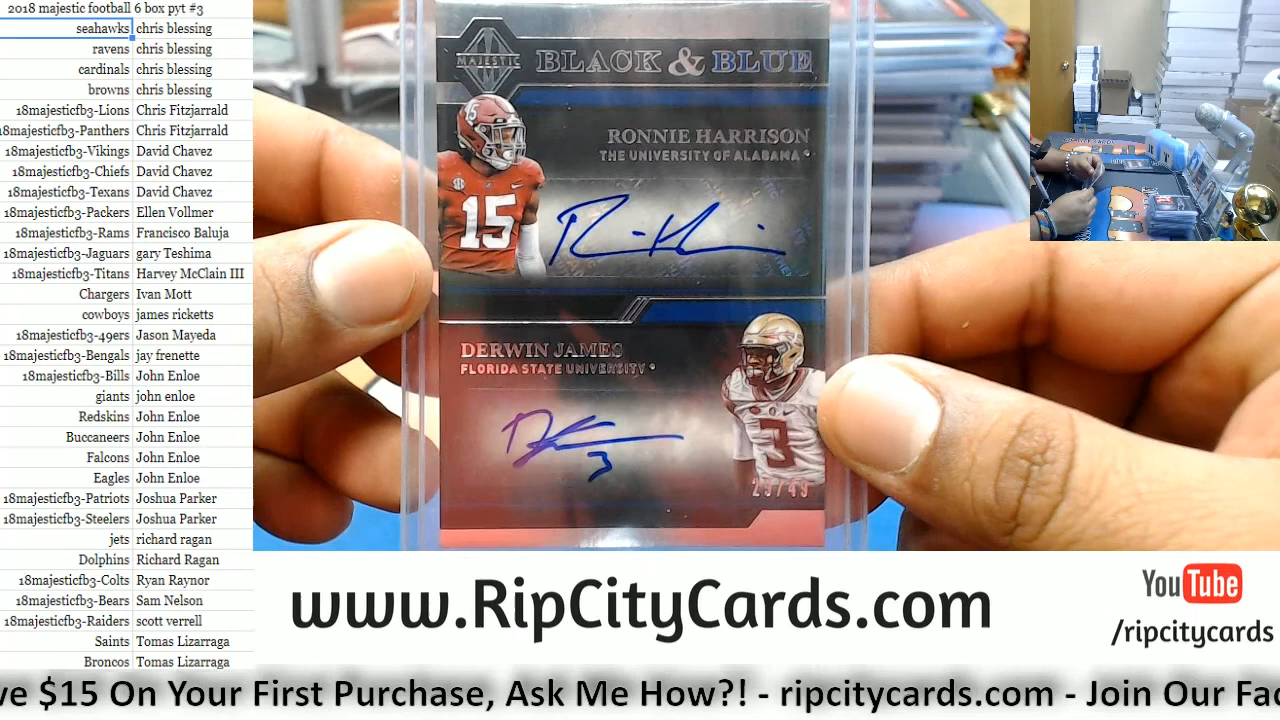 2018 majestic football 6 box pyt #3
seahawks chris blessing
ravens chris blessing
cardinals chris blessing
browns chris blessing
18majesticfb3-Lions Chris Fitzjarrald
18majesticfb3-Panthers Chris Fitzjarrald
18majesticfb3-Vikings David Chavez
18majesticfb3-Chiefs David Chavez
18majesticfb3-Texans David Chavez
18majesticfb3-Packers Ellen Vollmer
18majesticfb3-Rams Francisco Baluja
18majesticfb3-Jaguars gary Teshima
18majesticfb3-Titans Harvey McClain III
Chargers Ivan Mott
cowboys james ricketts
18majesticfb3-49ers Jason Mayeda
18majesticfb3-Bengals jay frenette
18majesticfb3-Bills John Enloe
giants john enloe
Redskins John Enloe
Buccaneers John Enloe
Falcons John Enloe
Eagles John Enloe
18majesticfb3-Patriots Joshua Parker
18majesticfb3-Steelers Joshua Parker
jets richard ragan
Dolphins Richard Ragan
18majesticfb3-Colts Ryan Raynor
18majesticfb3-Bears Sam Nelson
18majesticfb3-Raiders scott verrell
Saints Tomas Lizarraga
Broncos Tomas Lizarraga
MAJESTIC
BLACK & BLUE
RONNIE HARRISON
THE UNIVERSITY OF ALABAMA
15
15
DERWIN JAMES
FLORIDA STATE UNIVERSITY
3
3
www.RipCityCards.com
YouTube
/ripcitycards
ve $15 On Your First Purchase, Ask Me How?! - ripcitycards.com - Join Our Fac